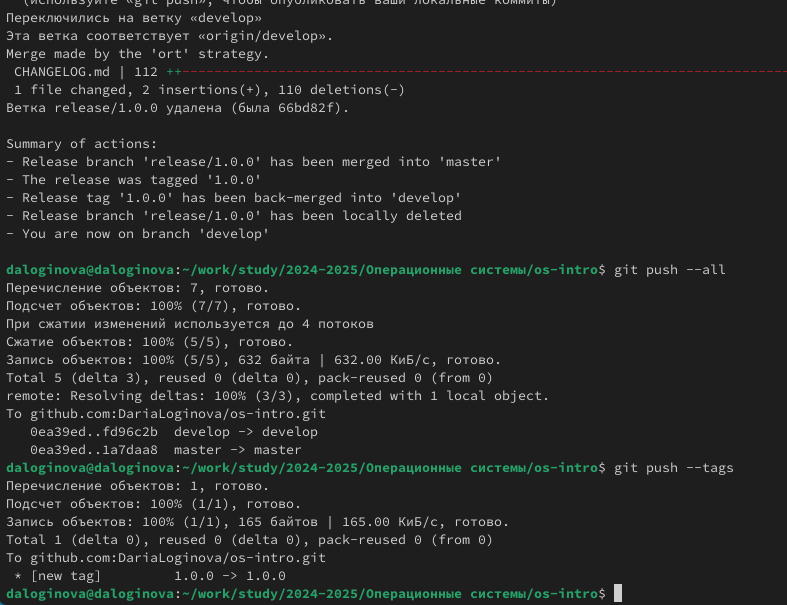 (используйте «git push», чтобы опубликовать ваши локальные коммиты)
Переключились на ветку «develop»
Эта ветка соответствует «origin/develop».
Merge made by the 'ort' strategy.
CHANGELOG.md | 112 ++----------------------------------------------------------------------------
1 file changed, 2 insertions(+), 110 deletions(-)
Ветка release/1.0.0 удалена (была 66bd82f).
Summary of actions:
- Release branch 'release/1.0.0' has been merged into 'master'
- The release was tagged '1.0.0'
- Release tag '1.0.0' has been back-merged into 'develop'
- Release branch 'release/1.0.0' has been locally deleted
- You are now on branch 'develop'
daloginova@daloginova:~/work/study/2024-2025/Операционные системы/os-intro$ git push --all
Перечисление объектов: 7, готово.
Подсчет объектов: 100% (7/7), готово.
При сжатии изменений используется до 4 потоков
Сжатие объектов: 100% (5/5), готово.
Запись объектов: 100% (5/5), 632 байта | 632.00 КиБ/с, готово.
Total 5 (delta 3), reused 0 (delta 0), pack-reused 0 (from 0)
remote: Resolving deltas: 100% (3/3), completed with 1 local object.
To github.com:DariaLoginova/os-intro.git
0ea39ed..fd96c2b  develop -> develop
0ea39ed..1a7daa8  master -> master
daloginova@daloginova:~/work/study/2024-2025/Операционные системы/os-intro$ git push --tags
Перечисление объектов: 1, готово.
Подсчет объектов: 100% (1/1), готово.
Запись объектов: 100% (1/1), 165 байтов | 165.00 КиБ/с, готово.
Total 1 (delta 0), reused 0 (delta 0), pack-reused 0 (from 0)
To github.com:DariaLoginova/os-intro.git
* [new tag]         1.0.0 -> 1.0.0
daloginova@daloginova:~/work/study/2024-2025/Операционные системы/os-intro$